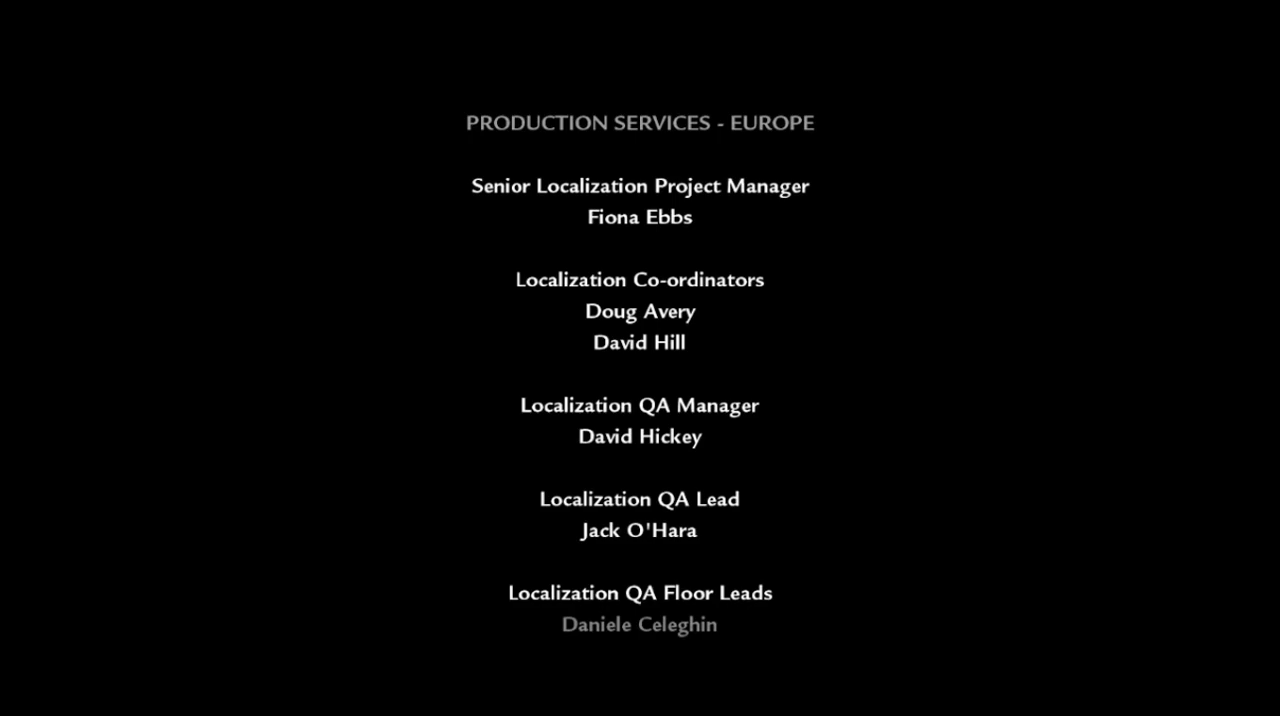 PRODUCTION SERVICES - EUROPE
Senior Localization Project Manager
Fiona Ebbs
Localization Co-ordinators
Doug Avery
David Hill
Localization QA Manager
David Hickey
Localization QA Lead
Jack O'Hara
Localization QA Floor Leads
Daniele Celeghin